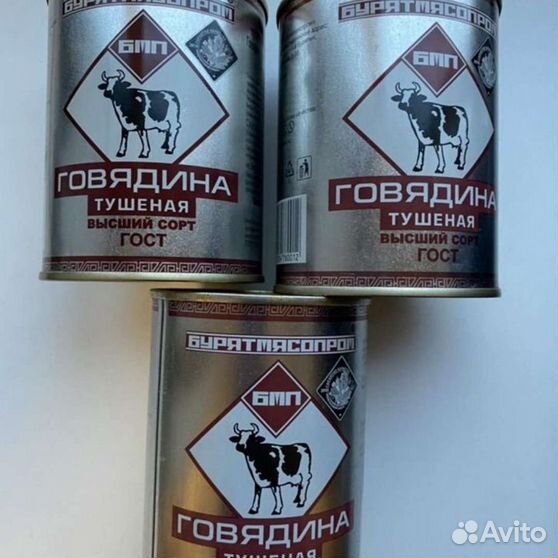 БУРЯТМЯСОПРОМ
БМП
ГОВЯДИНА
ТУШЕНАЯ
ВЫСШИЙ СОРТ
ГОСТ
БУРЯТМЯСОПРОМ
БМП
ГОВЯДИНА
ТУШЕНАЯ
ВЫСШИЙ СОРТ
ГОСТ
БУРЯТМЯСОПРОМ
БМП
ГОВЯДИНА
ТУШЕНАЯ
Avito